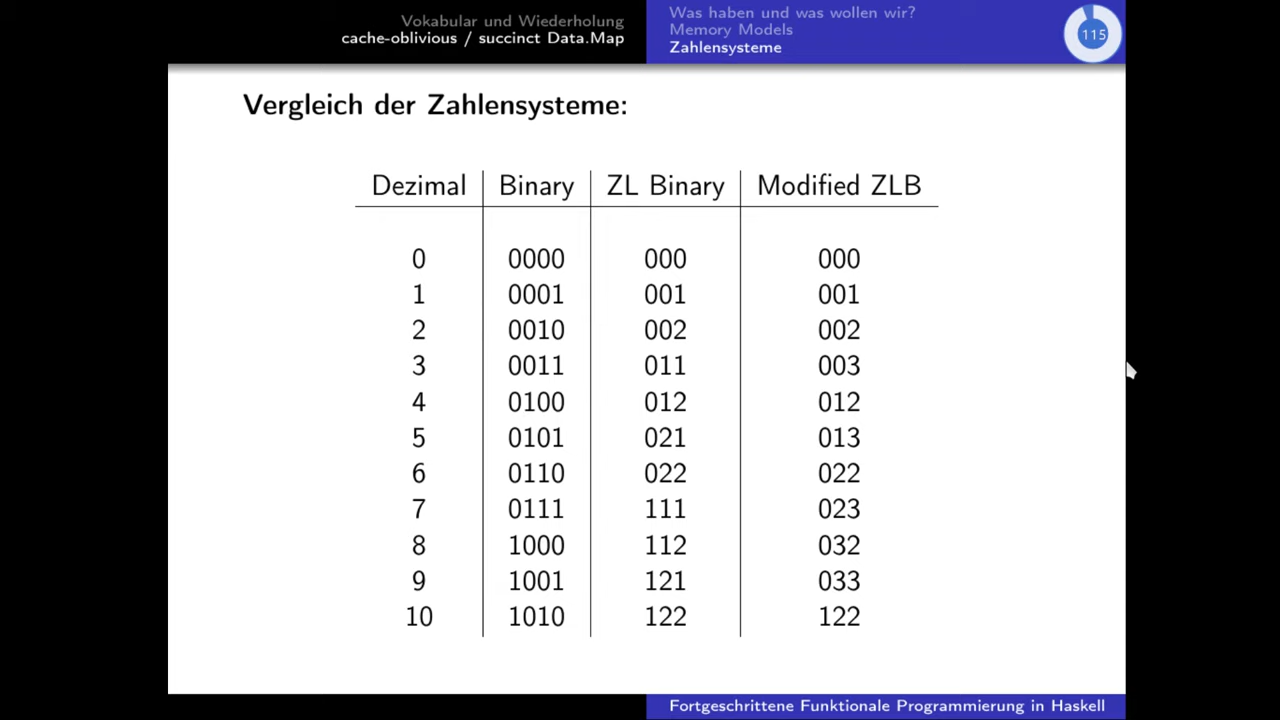 Vokabular und Wiederholung
cache-oblivious / succinct Data.Map
Was haben und was wollen wir?
Memory Models
Zahlensysteme
115
Vergleich der Zahlensysteme:
Dezimal Binary ZL Binary Modified ZLB
0 0000 000 000
1 0001 001 001
2 0010 002 002
3 0011 011 003
4 0100 012 012
5 0101 021 013
6 0110 022 022
7 0111 111 023
8 1000 112 032
9 1001 121 033
10 1010 122 122
Fortgeschrittene Funktionale Programmierung in Haskell